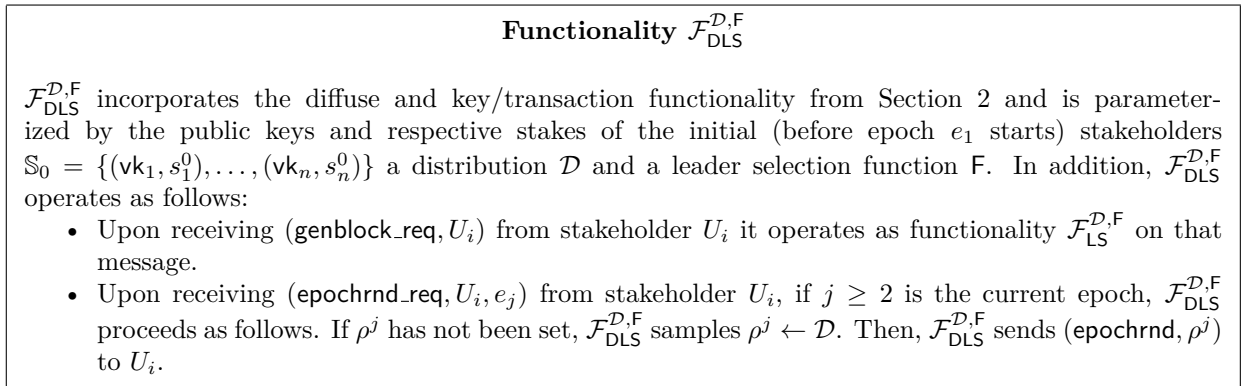 Functionality $\mathcal{F}_{\mathsf{DLS}}^{\mathcal{D},\mathsf{F}}$
$\mathcal{F}_{\mathsf{DLS}}^{\mathcal{D},\mathsf{F}}$ incorporates the diffuse and key/transaction functionality from Section 2 and is parameter-
ized by the public keys and respective stakes of the initial (before epoch $e_1$ starts) stakeholders
$\mathbb{S}_0 = \{(\mathsf{vk}_1, s_1^0), \ldots, (\mathsf{vk}_n, s_n^0)\}$ a distribution $\mathcal{D}$ and a leader selection function $\mathsf{F}$. In addition, $\mathcal{F}_{\mathsf{DLS}}^{\mathcal{D},\mathsf{F}}$
operates as follows:
• Upon receiving $(\mathsf{genblock\_req}, U_i)$ from stakeholder $U_i$ it operates as functionality $\mathcal{F}_{\mathsf{LS}}^{\mathcal{D},\mathsf{F}}$ on that
message.
• Upon receiving $(\mathsf{epochrnd\_req}, U_i, e_j)$ from stakeholder $U_i$, if $j \geq 2$ is the current epoch, $\mathcal{F}_{\mathsf{DLS}}^{\mathcal{D},\mathsf{F}}$
proceeds as follows. If $\rho^j$ has not been set, $\mathcal{F}_{\mathsf{DLS}}^{\mathcal{D},\mathsf{F}}$ samples $\rho^j \leftarrow \mathcal{D}$. Then, $\mathcal{F}_{\mathsf{DLS}}^{\mathcal{D},\mathsf{F}}$ sends $(\mathsf{epochrnd}, \rho^j)$
to $U_i$.